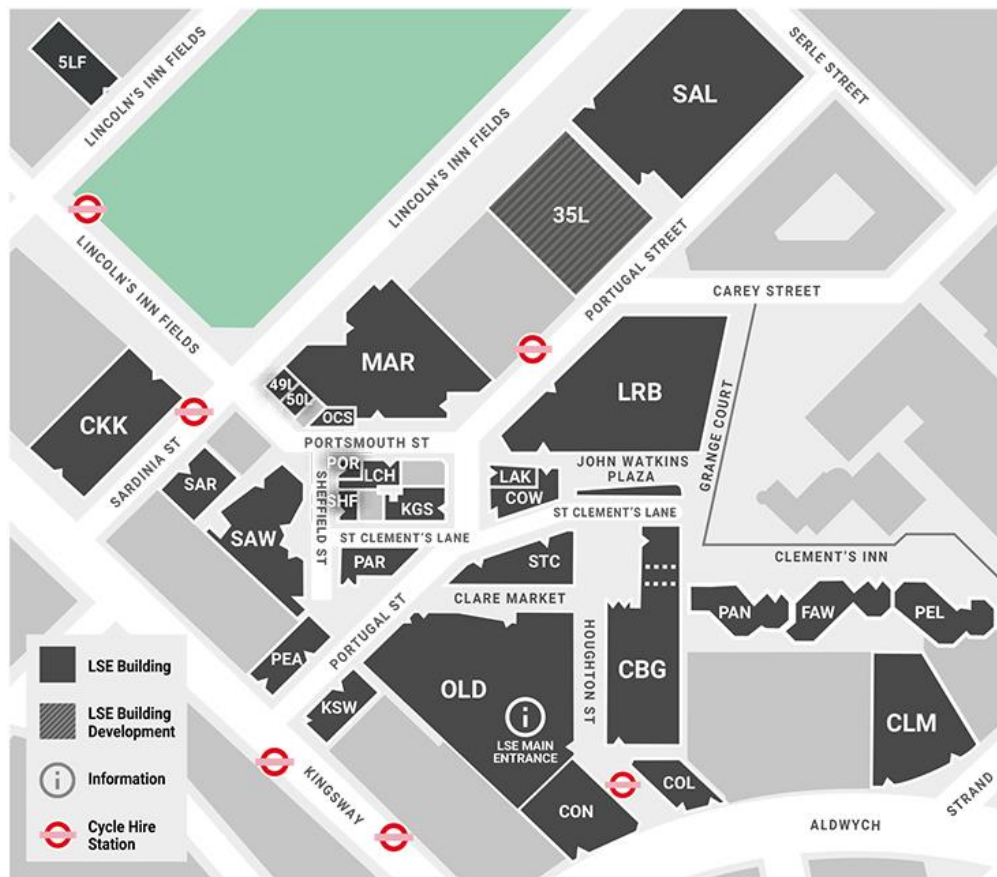 5LF
LINCOLN'S INN FIELDS
SERLE STREET
SAL
LINCOLN'S INN FIELDS
35L
LINCOLN'S INN FIELDS
PORTUGAL STREET
CAREY STREET
MAR
49L
50L
OCS
LRB
CKK
PORTSMOUTH ST
GRANGE COURT
SARDINIA ST
POR
LCH
JOHN WATKINS
PLAZA
SAR
SHEFFIELD ST
LAK
COW
SHF
KGS
ST CLEMENT'S LANE
SAW
ST CLEMENT'S LANE
PAR
STC
CLEMENT'S INN
CLARE MARKET
PAN
FAW
PEL
PORTUGAL ST
HOUGHTON ST
PEA
OLD
CBG
KSW
LSE MAIN
ENTRANCE
CLM
KINGSWAY
CON
COL
STRAND
ALDWYCH
LSE Building
LSE Building
Development
Information
Cycle Hire
Station